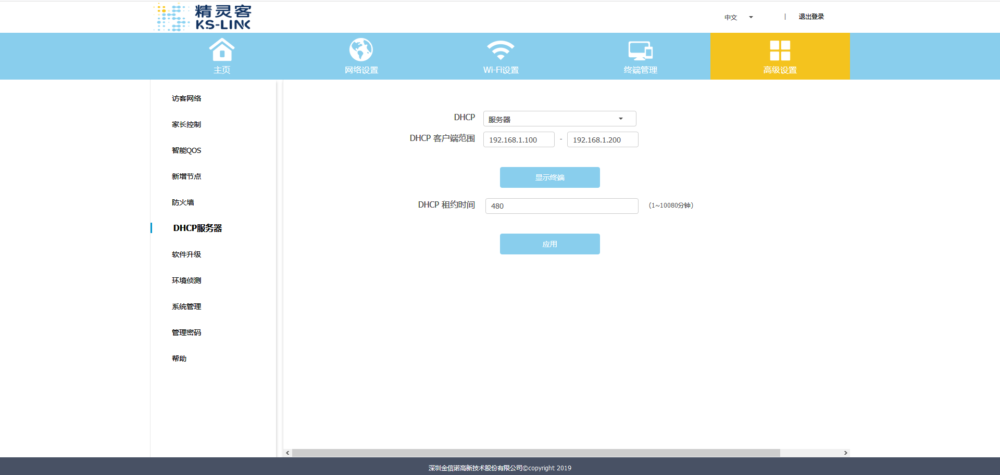 精灵客
KS-LINK
中文
|
退出登录
主页
网络设置
Wi-Fi设置
终端管理
高级设置
访客网络
家长控制
智能QOS
新增节点
防火墙
DHCP服务器
软件升级
环境侦测
系统管理
管理密码
帮助
DHCP 服务器
DHCP 客户端范围 192.168.1.100 - 192.168.1.200
显示终端
DHCP 租约时间 480 (1~10080分钟)
应用
深圳金信诺高新技术股份有限公司©copyright 2019